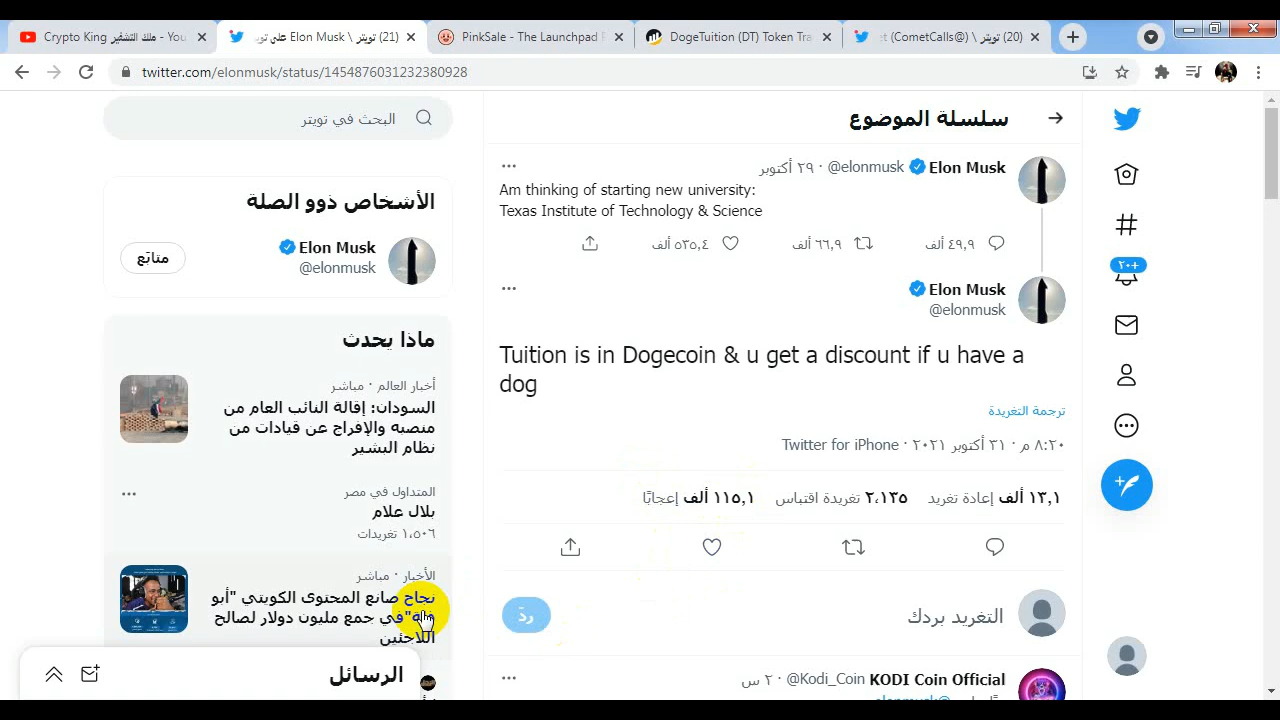 Crypto King ملك التشفير - You
(21) تويتر \ Elon Musk على توي
PinkSale | The Launchpad P
DogeTuition (DT) Token Tra
(20) تويتر \ (@CometCalls) et
twitter.com/elonmusk/status/1454876031232380928
البحث في تويتر
سلسلة الموضوع
Elon Musk @elonmusk · ٢٩ أكتوبر
Am thinking of starting new university:
Texas Institute of Technology & Science
٤٩,٩ ألف
٦٦,٩ ألف
٥٣٥,٤ ألف
Elon Musk
@elonmusk
Tuition is in Dogecoin & u get a discount if u have a
dog
ترجمة التغريدة
٨:٢٠ م · ٣١ أكتوبر ٢٠٢١ · Twitter for iPhone
١٣,١ ألف إعادة تغريد ٢،١٣٥ تغريدة اقتباس ١١٥,١ ألف إعجابًا
التغريد بردك
ردّ
KODI Coin Official @Kodi_Coin · ٢ س
@elonmusk
الأشخاص ذوو الصلة
Elon Musk
@elonmusk
متابَع
ماذا يحدث
أخبار العالم · مباشر
السودان: إقالة النائب العام من
منصبه والإفراج عن قيادات من
نظام البشير
المتداول في مصر
بلال علام
١،٥٠٦ تغريدات
الأخبار · مباشر
نجاح صانع المحتوى الكويتي "أبو
في جمع مليون دولار لصالح
اللاجئين
الرسائل
+٢٠